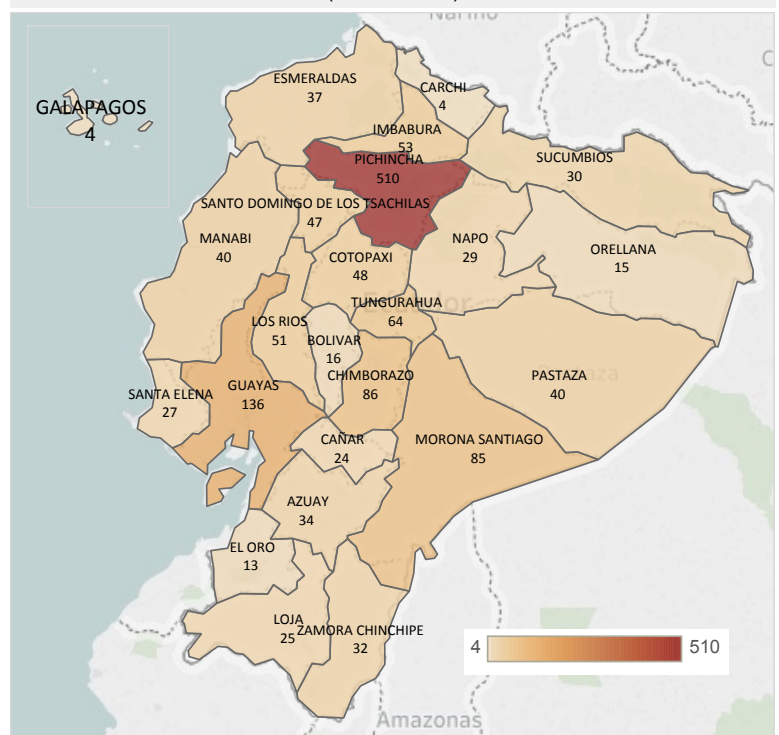 Nariño
ESMERALDAS
37
CARCHI
4
GALAPAGOS
4
IMBABURA
53
PICHINCHA
510
SUCUMBIOS
30
SANTO DOMINGO DE LOS TSACHILAS
47
MANABI
40
NAPO
29
ORELLANA
15
COTOPAXI
48
Ecuador
TUNGURAHUA
64
LOS RIOS
51
BOLIVAR
16
CHIMBORAZO
86
PASTAZA
40
SANTA ELENA
27
GUAYAS
136
CAÑAR
24
MORONA SANTIAGO
85
AZUAY
34
EL ORO
13
LOJA
25
ZAMORA CHINCHIPE
32
4
510
Amazonas